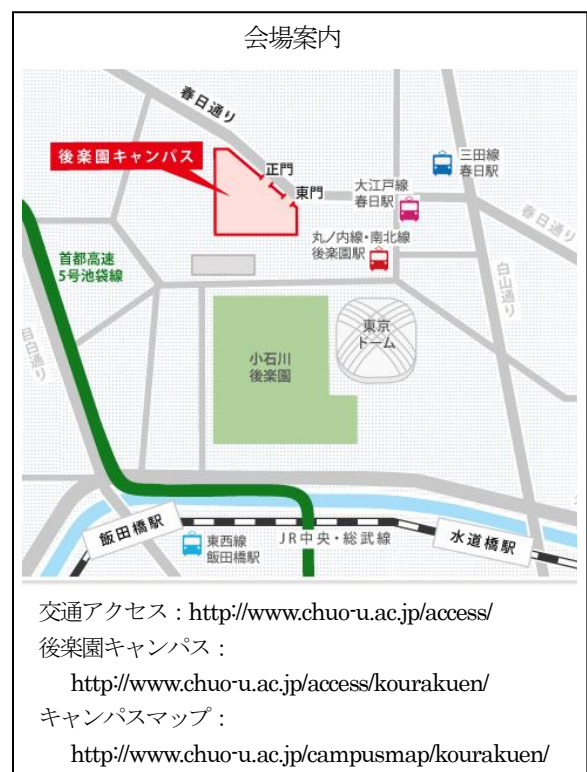 会場案内
春日通り
後楽園キャンパス
正門
東門
三田線
春日駅
大江戸線
春日駅
丸ノ内線・南北線
後楽園駅
春日通り
首都高速
5号池袋線
白山通り
目白通り
東京
ドーム
小石川
後楽園
飯田橋駅
東西線
飯田橋駅
JR中央・総武線
水道橋駅
交通アクセス：http://www.chuo-u.ac.jp/access/
後楽園キャンパス：
http://www.chuo-u.ac.jp/access/kourakuen/
キャンパスマップ：
http://www.chuo-u.ac.jp/campusmap/kourakuen/